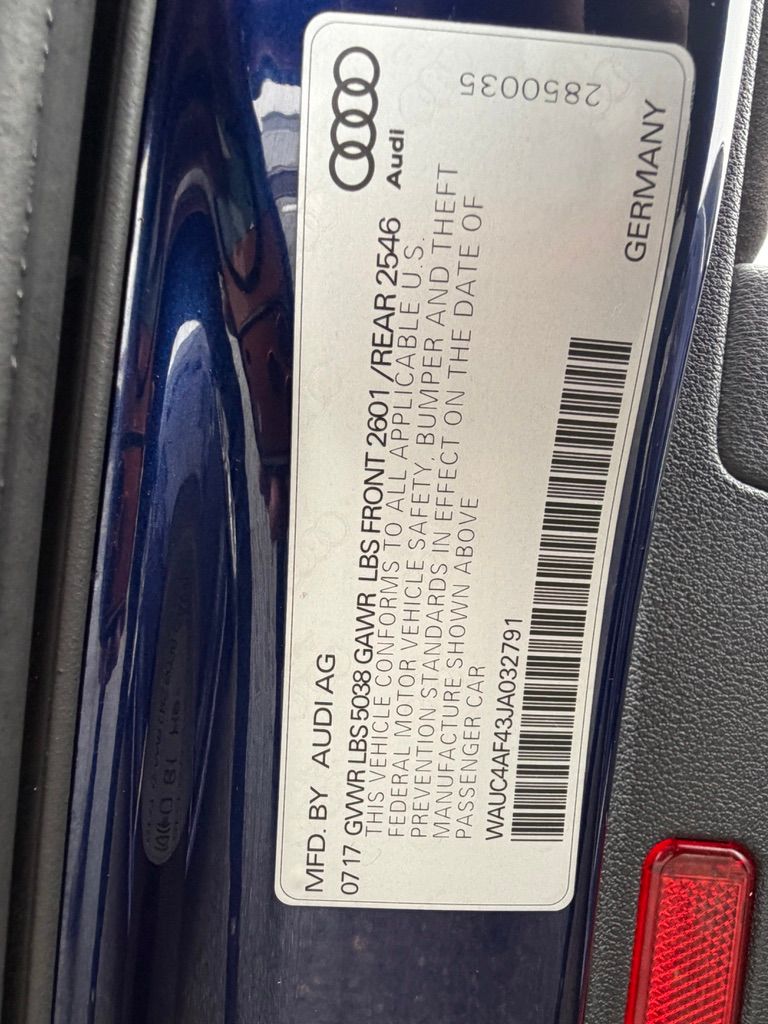 MFD. BY AUDI AG
0717 GVWR LBS 5038 GAWR LBS FRONT 2601 /REAR 2546
THIS VEHICLE CONFORMS TO ALL APPLICABLE U.S.
FEDERAL MOTOR VEHICLE SAFETY, BUMPER AND THEFT
PREVENTION STANDARDS IN EFFECT ON THE DATE OF
MANUFACTURE SHOWN ABOVE
PASSENGER CAR
WAUC4AF43JA032791
Audi
GERMANY
2850035